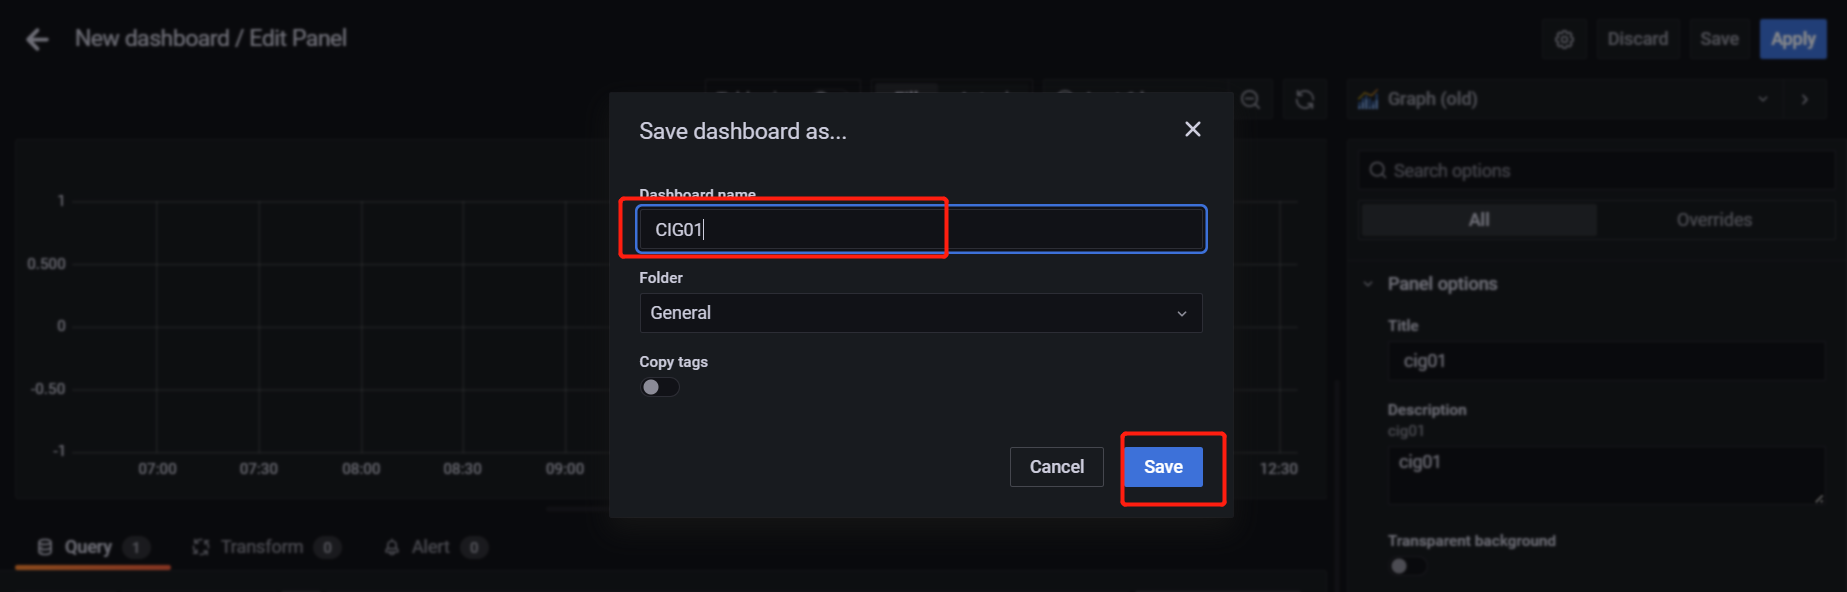 New dashboard / Edit Panel
Discard
Save
Apply
Graph (old)
Save dashboard as...
Search options
All
Overrides
Dashboard name
CIG01
Folder
General
Copy tags
Cancel
Save
Panel options
Title
cig01
Description
cig01
cig01
Transparent background
1
0.500
0
-0.50
-1
07:00 07:30 08:00 08:30 09:00 12:30
Query 1
Transform 0
Alert 0